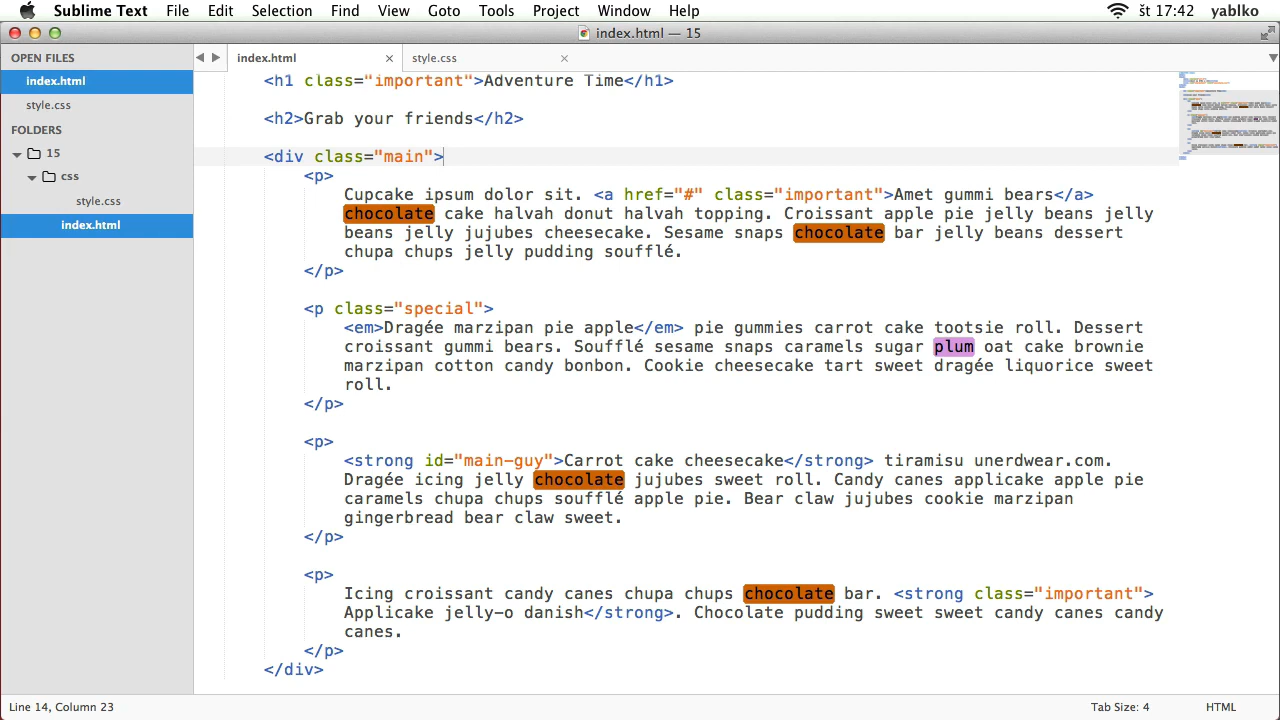 Sublime Text File Edit Selection Find View Goto Tools Project Window Help št 17:42 yablko
index.html — 15
OPEN FILES
index.html
style.css
FOLDERS
15
css
style.css
index.html
index.html style.css
<h1 class="important">Adventure Time</h1>
<h2>Grab your friends</h2>
<div class="main">
<p>
Cupcake ipsum dolor sit. <a href="#" class="important">Amet gummi bears</a>
chocolate cake halvah donut halvah topping. Croissant apple pie jelly beans jelly
beans jelly jujubes cheesecake. Sesame snaps chocolate bar jelly beans dessert
chupa chups jelly pudding soufflé.
</p>
<p class="special">
<em>Dragée marzipan pie apple</em> pie gummies carrot cake tootsie roll. Dessert
croissant gummi bears. Soufflé sesame snaps caramels sugar plum oat cake brownie
marzipan cotton candy bonbon. Cookie cheesecake tart sweet dragée liquorice sweet
roll.
</p>
<p>
<strong id="main-guy">Carrot cake cheesecake</strong> tiramisu unerdwear.com.
Dragée icing jelly chocolate jujubes sweet roll. Candy canes applicake apple pie
caramels chupa chups soufflé apple pie. Bear claw jujubes cookie marzipan
gingerbread bear claw sweet.
</p>
<p>
Icing croissant candy canes chupa chups chocolate bar. <strong class="important">
Applicake jelly-o danish</strong>. Chocolate pudding sweet sweet candy canes candy
canes.
</p>
</div>
Line 14, Column 23 Tab Size: 4 HTML